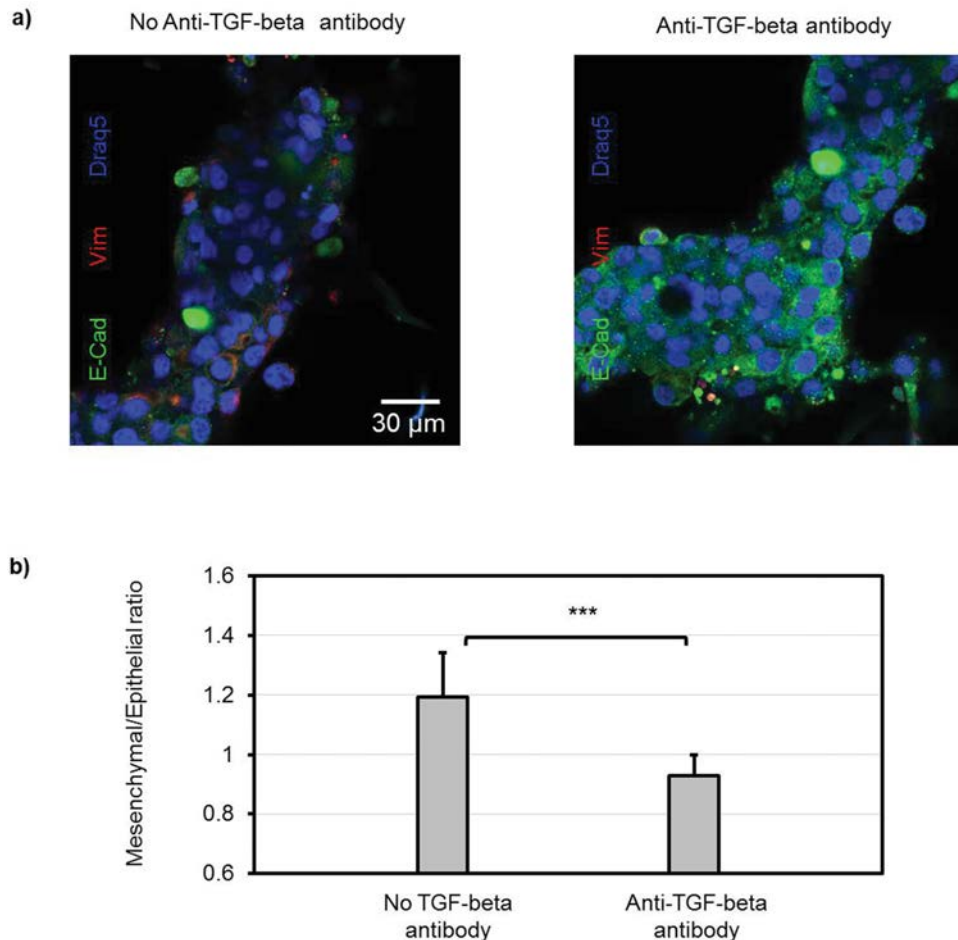 a)
No Anti-TGF-beta antibody
Anti-TGF-beta antibody
E-Cad Vim Draq5
30 µm
E-Cad Vim Draq5
b)
Mesenchymal/Epithelial ratio
1.6
1.4
1.2
1
0.8
0.6
***
No TGF-beta
antibody
Anti-TGF-beta
antibody